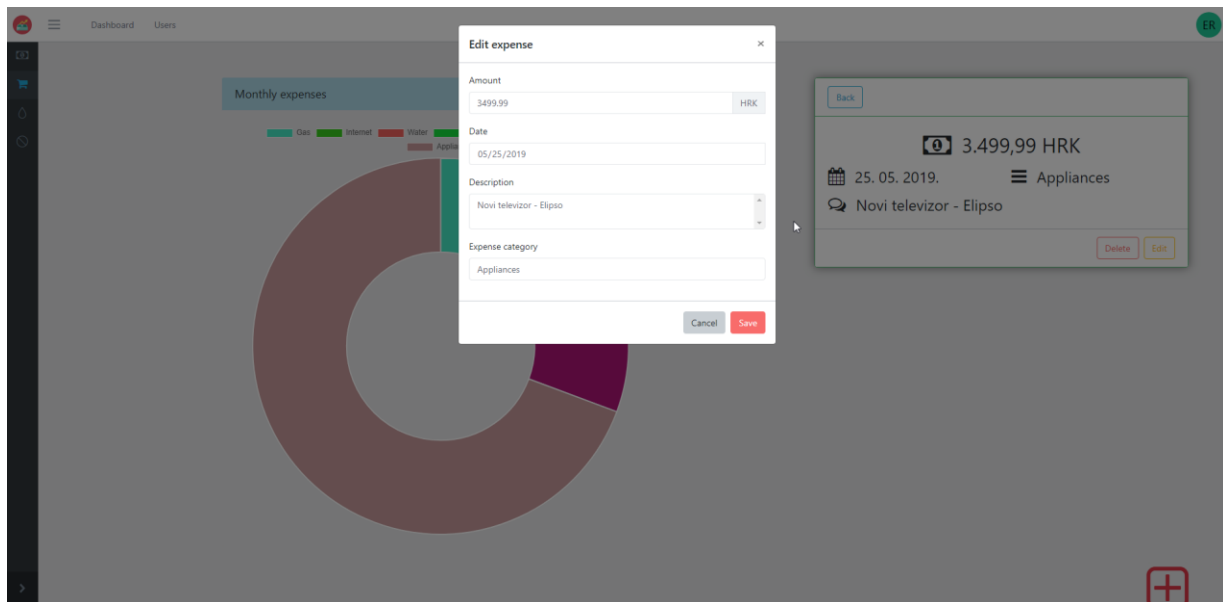 Dashboard Users
ER
Edit expense ×
Amount
3499.99 HRK
Date
05/25/2019
Description
Novi televizor - Elipso
Expense category
Appliances
Cancel Save
Monthly expenses
Gas Internet Water
Back
3.499,99 HRK
25. 05. 2019. Appliances
Novi televizor - Elipso
Delete Edit